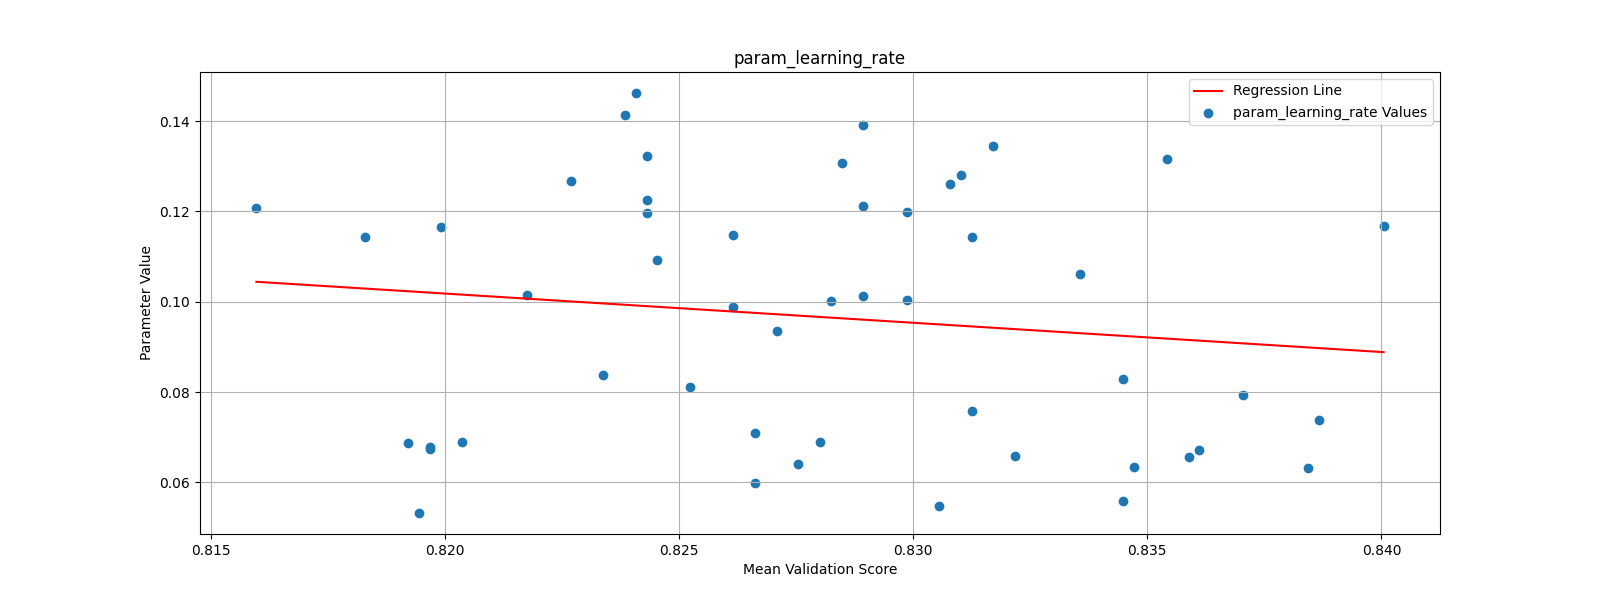 param_learning_rate
Regression Line
param_learning_rate Values
Parameter Value
0.14
0.12
0.10
0.08
0.06
0.815 0.820 0.825 0.830 0.835 0.840
Mean Validation Score